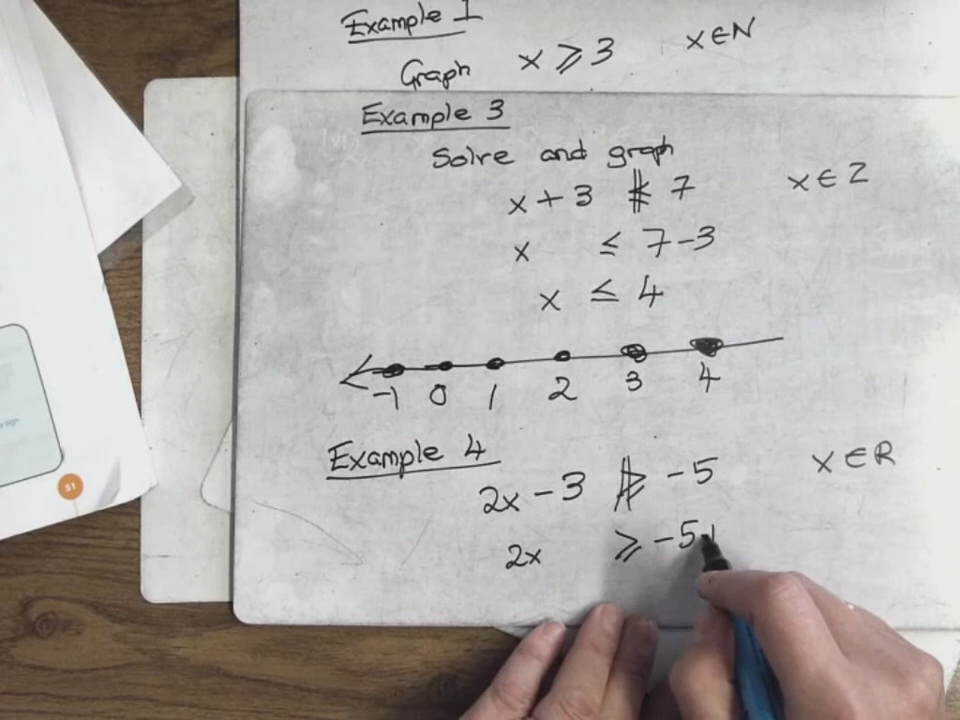 Example 1
Graph x ⩾ 3 x ∈ N
Example 3
Solve and graph
x + 3 ≤ 7 x ∈ Z
x ≤ 7 - 3
x ≤ 4
-1 0 1 2 3 4
Example 4
2x - 3 ⩾ -5 x ∈ R
2x ⩾ -5
51